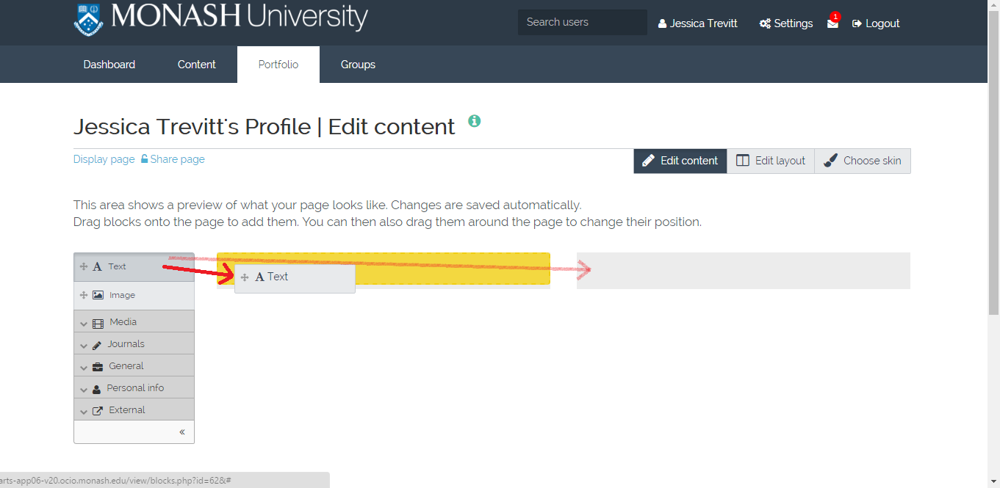 MONASH University
Search users
Jessica Trevitt
Settings
1
Logout
Dashboard
Content
Portfolio
Groups
Jessica Trevitt's Profile | Edit content
Display page
Share page
Edit content
Edit layout
Choose skin
This area shows a preview of what your page looks like. Changes are saved automatically.
Drag blocks onto the page to add them. You can then also drag them around the page to change their position.
A Text
A Text
Image
Media
Journals
General
Personal info
External
«
arts-app06-v20.ocio.monash.edu/view/blocks.php?id=62&#